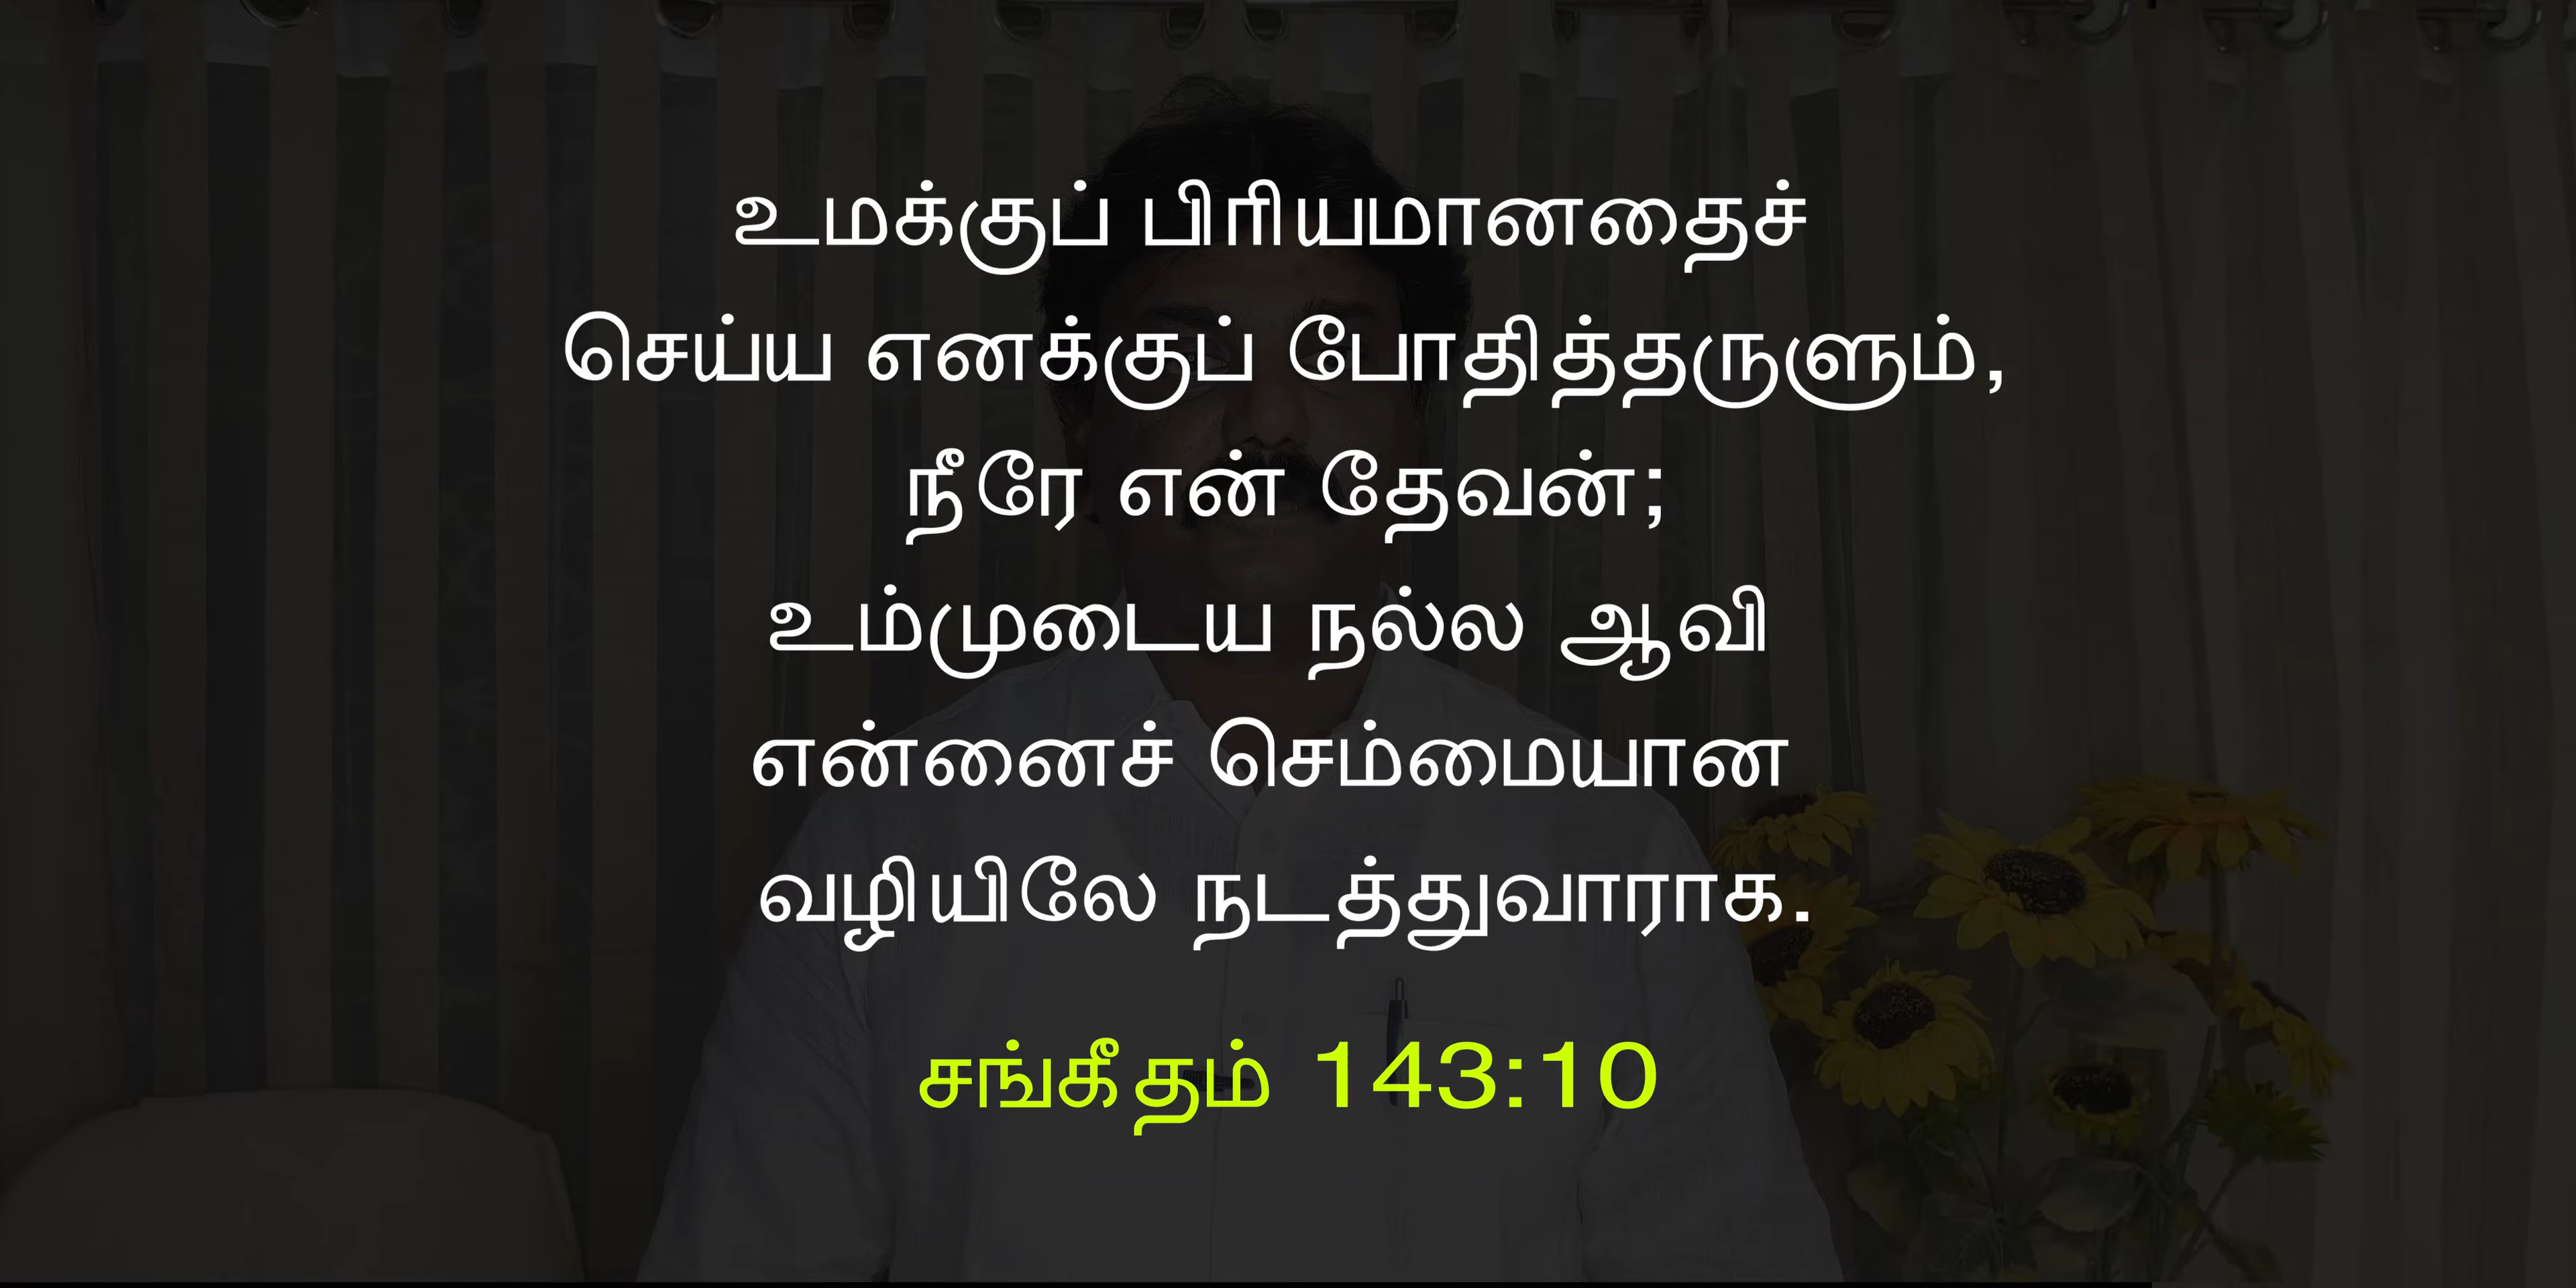 உமக்குப் பிரியமானதைச்
செய்ய எனக்குப் போதித்தருளும்,
நீரே என் தேவன்;
உம்முடைய நல்ல ஆவி
என்னைச் செம்மையான
வழியிலே நடத்துவாராக.
சங்கீதம் 143:10